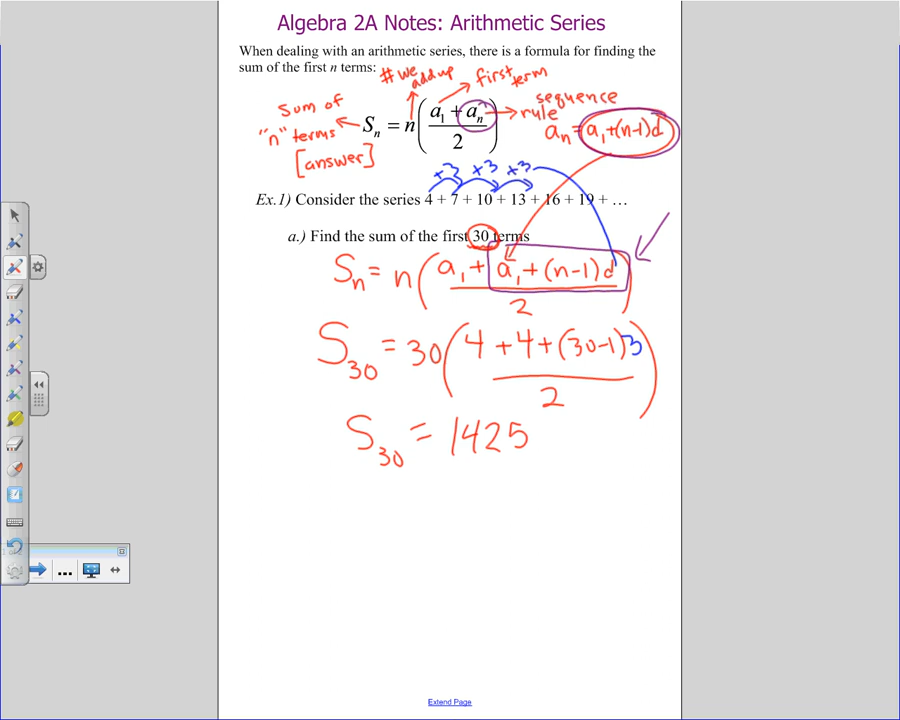 Algebra 2A Notes: Arithmetic Series
When dealing with an arithmetic series, there is a formula for finding the
sum of the first n terms:
# we add up
first term
Sum of "n" terms [answer]
Sₙ = n((a₁ + aₙ)/2)
sequence rule
aₙ = a₁+(n-1)d
+3 +3 +3
Ex.1) Consider the series 4 + 7 + 10 + 13 + 16 + 19 + …
a.) Find the sum of the first 30 terms
Sₙ = n((a₁ + a₁ + (n-1)d)/2)
S₃₀ = 30((4 + 4 + (30-1)3)/2)
S₃₀ = 1425
...
Extend Page